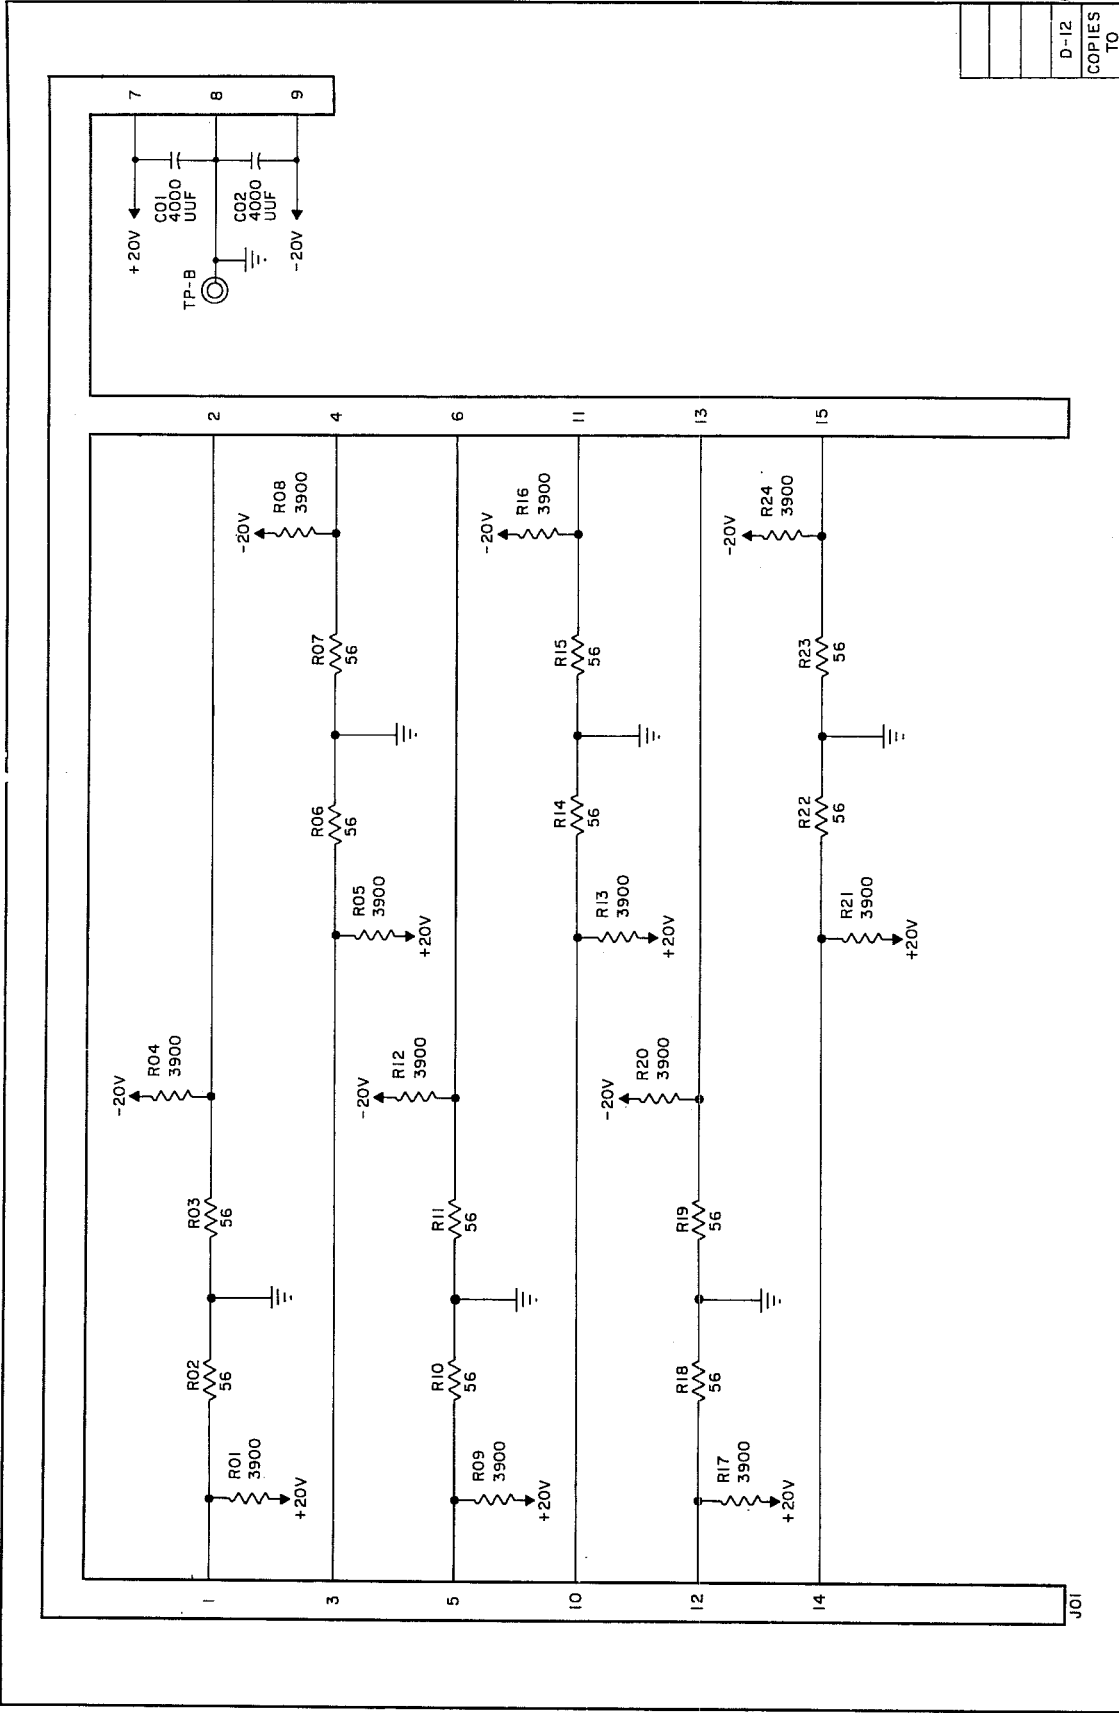 7
8
9
+20V
C01
4000
UUF
C02
4000
UUF
-20V
TP-B
2
4
6
11
13
15
-20V
R04
3900
R03
56
R02
56
R01
3900
+20V
1
-20V
R08
3900
R07
56
R06
56
R05
3900
+20V
3
-20V
R12
3900
R11
56
R10
56
R09
3900
+20V
5
-20V
R16
3900
R15
56
R14
56
R13
3900
+20V
10
-20V
R20
3900
R19
56
R18
56
R17
3900
+20V
12
-20V
R24
3900
R23
56
R22
56
R21
3900
+20V
14
J01
D-12
COPIES
TO